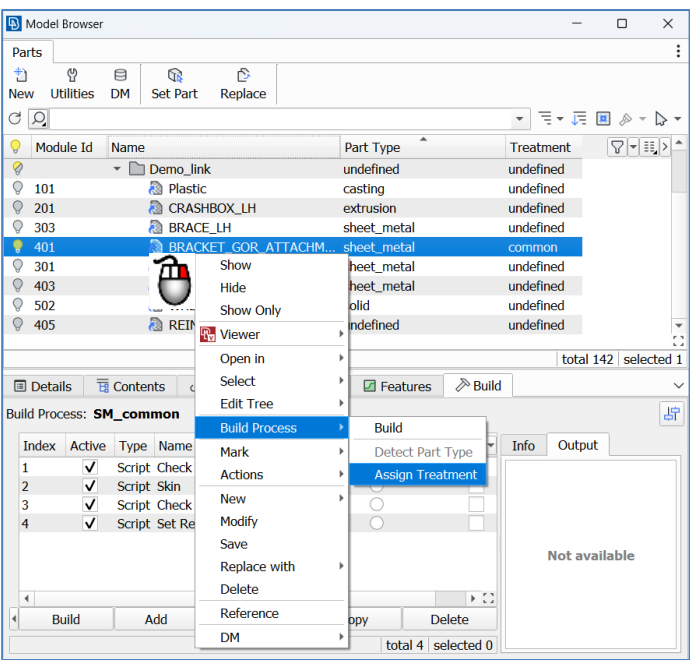 Model Browser
Parts
New Utilities DM Set Part Replace
Module Id Name Part Type Treatment
Demo_link undefined undefined
101 Plastic casting undefined
201 CRASHBOX_LH extrusion undefined
303 BRACE_LH sheet_metal undefined
401 BRACKET_GOR_ATTACHM... sheet_metal common
301 sheet_metal undefined
403 sheet_metal undefined
502 solid undefined
405 REIN undefined undefined
Show
Hide
Show Only
Viewer
Open in
Select
Edit Tree
Build Process
Mark
Actions
New
Modify
Save
Replace with
Delete
Reference
DM
Build
Detect Part Type
Assign Treatment
total 142 selected 1
Details Contents Features Build
Build Process: SM_common
Index Active Type Name
1 Script Check
2 Script Skin
3 Script Check
4 Script Set Re
Info Output
Not available
Build Add opy Delete
total 4 selected 0